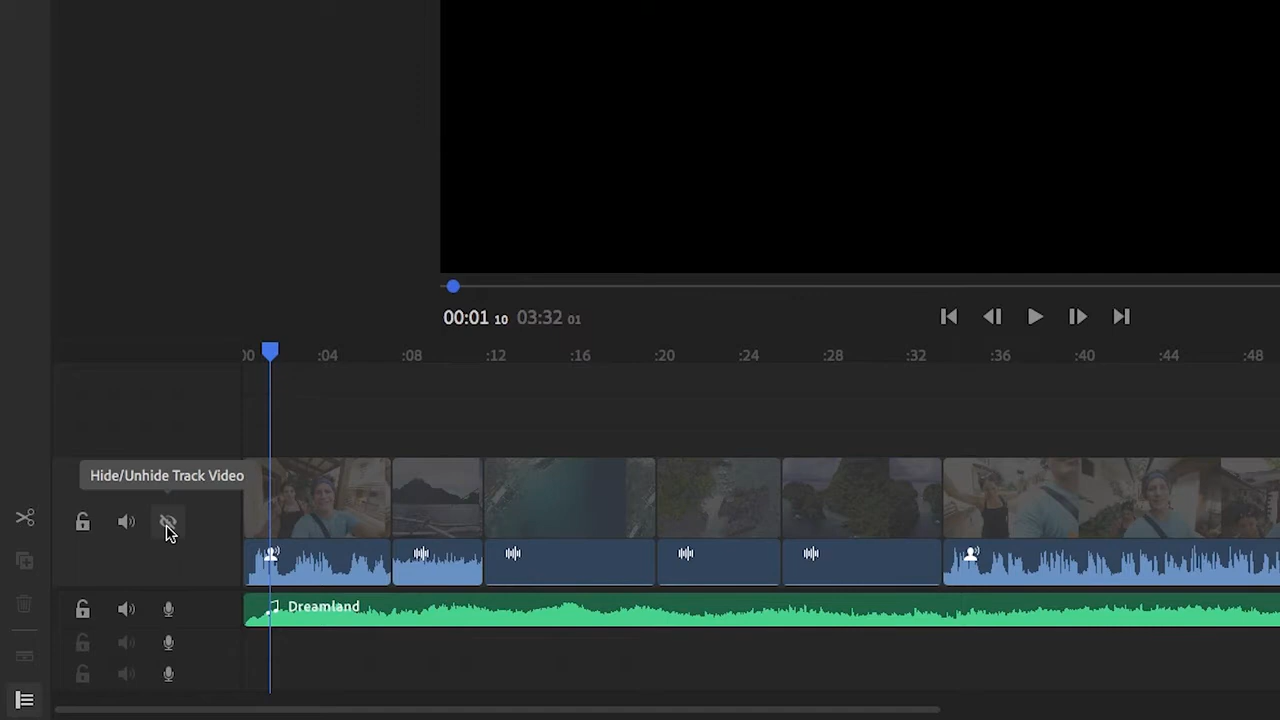 00:01 10 03:32 01
:00 :04 :08 :12 :16 :20 :24 :28 :32 :36 :40 :44 :48
Hide/Unhide Track Video
Dreamland